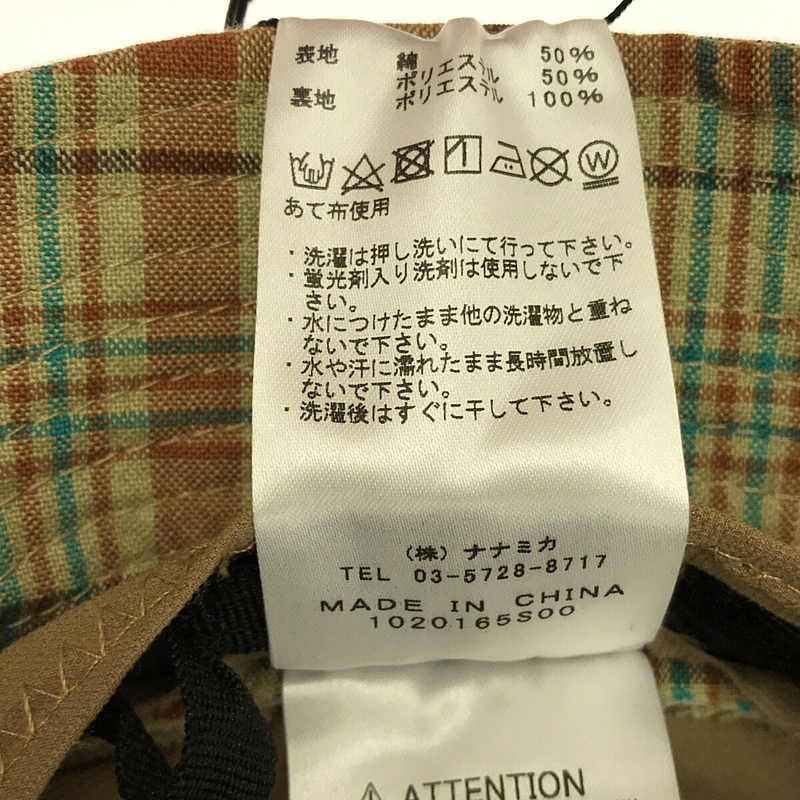 表地 綿 50%
ポリエステル 50%
裏地 ポリエステル 100%
W
あて布使用
・洗濯は押し洗いにて行って下さい。
・蛍光剤入り洗剤は使用しないで下
さい。
・水につけたまま他の洗濯物と重ね
ないで下さい。
・水や汗に濡れたまま長時間放置し
ないで下さい。
・洗濯後はすぐに干して下さい。
(株) ナナミカ
TEL 03-5728-8717
MADE IN CHINA
1020165S00
ATTENTION